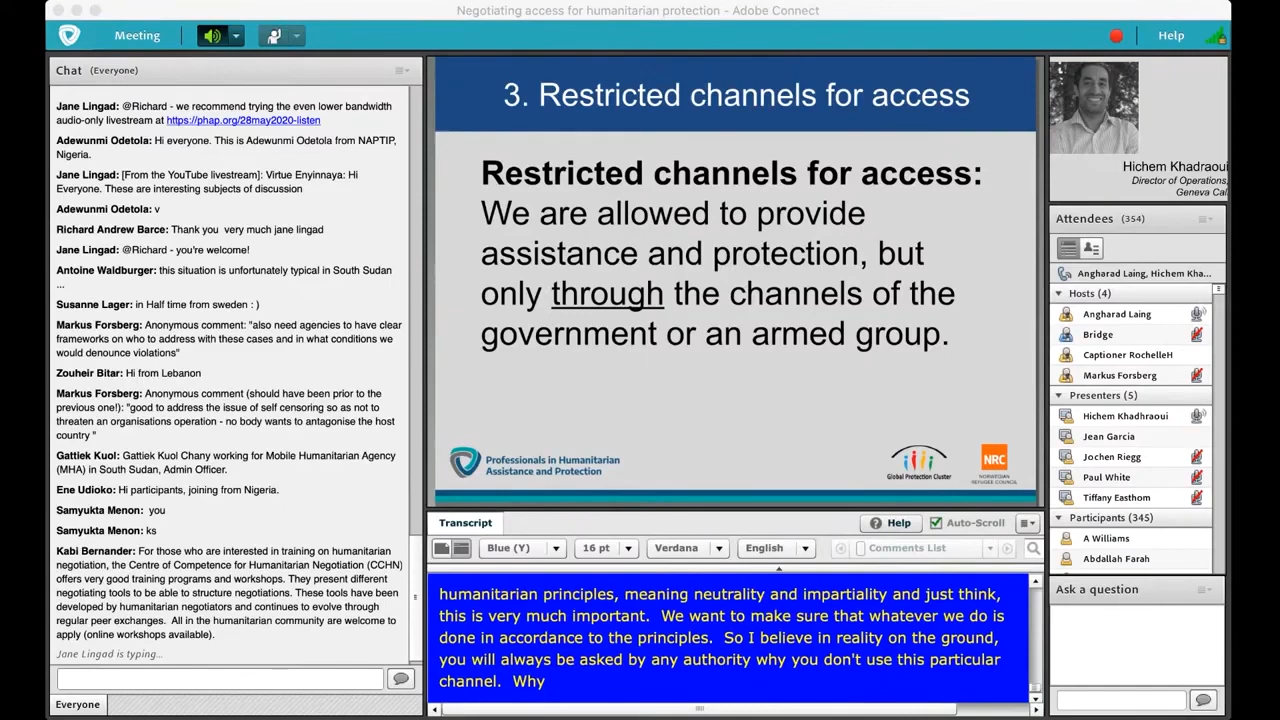 Negotiating access for humanitarian protection - Adobe Connect
Meeting
Help
Chat (Everyone)
Jane Lingad: @Richard - we recommend trying the even lower bandwidth
audio-only livestream at https://phap.org/28may2020-listen
Adewunmi Odetola: Hi everyone. This is Adewunmi Odetola from NAPTIP,
Nigeria.
Jane Lingad: [From the YouTube livestream]: Virtue Enyinnaya: Hi
Everyone. These are interesting subjects of discussion
Adewunmi Odetola: v
Richard Andrew Barce: Thank you very much jane lingad
Jane Lingad: @Richard - you're welcome!
Antoine Waldburger: this situation is unfortunately typical in South Sudan
...
Susanne Lager: in Half time from sweden : )
Markus Forsberg: Anonymous comment: "also need agencies to have clear
frameworks on who to address with these cases and in what conditions we
would denounce violations"
Zouheir Bitar: Hi from Lebanon
Markus Forsberg: Anonymous comment (should have been prior to the
previous one!): "good to address the issue of self censoring so as not to
threaten an organisations operation - no body wants to antagonise the host
country "
Gattiek Kuol: Gattiek Kuol Chany working for Mobile Humanitarian Agency
(MHA) in South Sudan, Admin Officer.
Ene Udioko: Hi participants, joining from Nigeria.
Samyukta Menon: you
Samyukta Menon: ks
Kabi Bernander: For those who are interested in training on humanitarian
negotiation, the Centre of Competence for Humanitarian Negotiation (CCHN)
offers very good training programs and workshops. They present different
negotiating tools to be able to structure negotiations. These tools have been
developed by humanitarian negotiators and continues to evolve through
regular peer exchanges. All in the humanitarian community are welcome to
apply (online workshops available).
Jane Lingad is typing...
Everyone
3. Restricted channels for access
Restricted channels for access:
We are allowed to provide
assistance and protection, but
only through the channels of the
government or an armed group.
Professionals in Humanitarian
Assistance and Protection
Global Protection Cluster
NRC
NORWEGIAN
REFUGEE COUNCIL
Transcript
Help
Auto-Scroll
Blue (Y)
16 pt
Verdana
English
Comments List
humanitarian principles, meaning neutrality and impartiality and just think,
this is very much important. We want to make sure that whatever we do is
done in accordance to the principles. So I believe in reality on the ground,
you will always be asked by any authority why you don't use this particular
channel. Why
Hichem Khadraoui
Director of Operations,
Geneva Cal
Attendees (354)
Angharad Laing, Hichem Kha...
Hosts (4)
Angharad Laing
Bridge
Captioner RochelleH
Markus Forsberg
Presenters (5)
Hichem Khadhraoui
Jean Garcia
Jochen Riegg
Paul White
Tiffany Easthom
Participants (345)
A Williams
Abdallah Farah
Ask a question